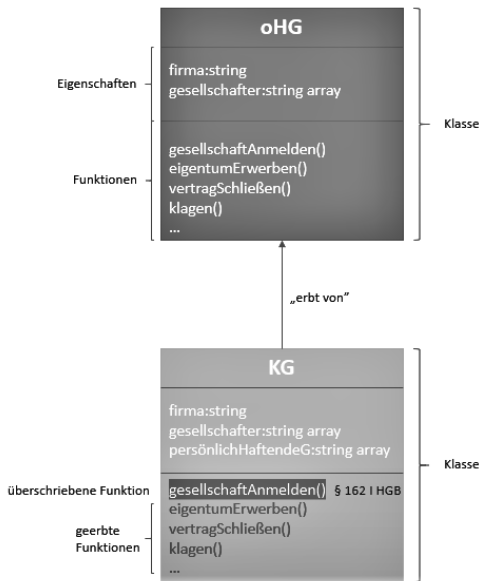 oHG
Eigenschaften
firma:string
gesellschafter:string array
Klasse
Funktionen
gesellschaftAnmelden()
eigentumErwerben()
vertragSchließen()
klagen()
...
„erbt von”
KG
firma:string
gesellschafter:string array
persönlichHaftendeG:string array
Klasse
überschriebene Funktion
gesellschaftAnmelden() § 162 I HGB
geerbte
Funktionen
eigentumErwerben()
vertragSchließen()
klagen()
...